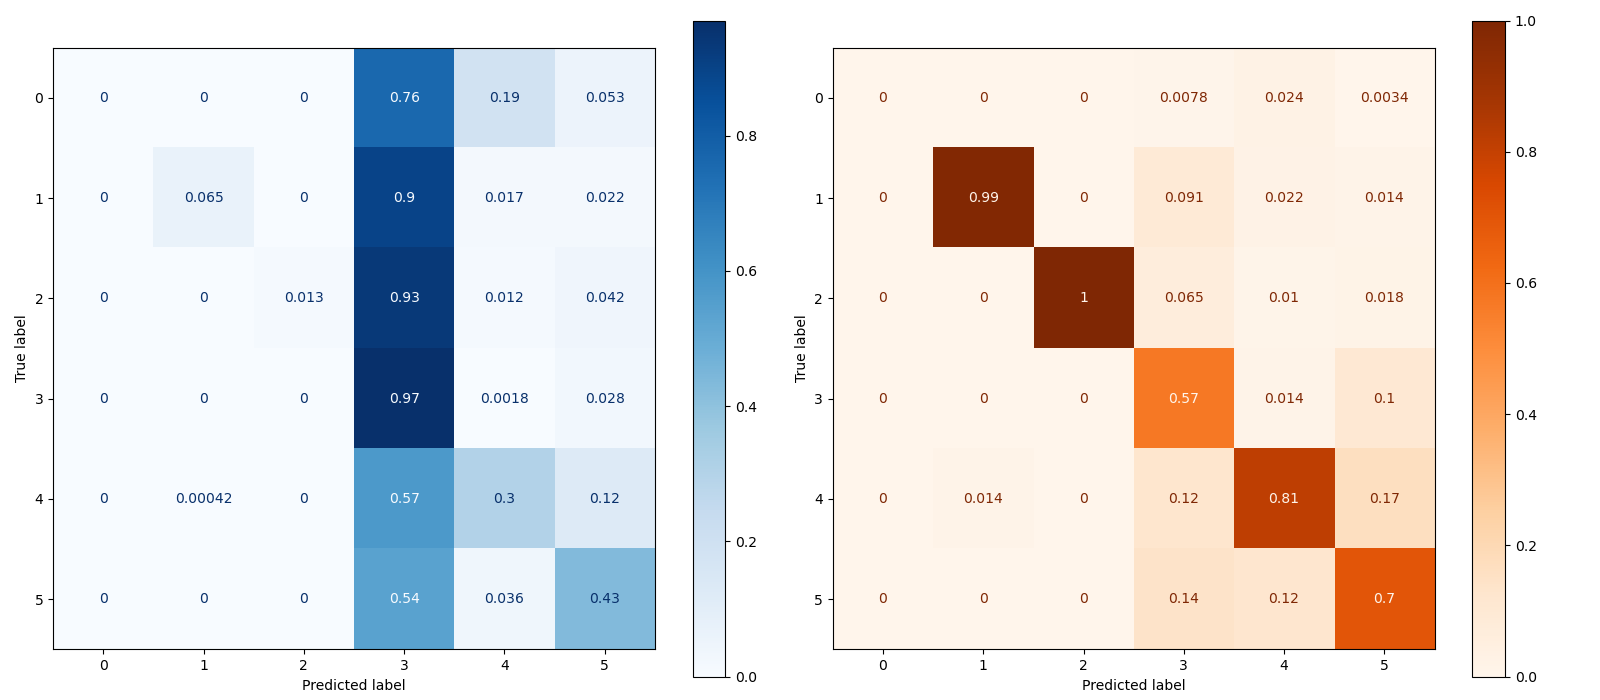 0 0 0 0 0.76 0.19 0.053
1 0 0.065 0 0.9 0.017 0.022
2 0 0 0.013 0.93 0.012 0.042
3 0 0 0 0.97 0.0018 0.028
4 0 0.00042 0 0.57 0.3 0.12
5 0 0 0 0.54 0.036 0.43
0 1 2 3 4 5
Predicted label
True label
0.8
0.6
0.4
0.2
0.0
0 0 0 0 0.0078 0.024 0.0034
1 0 0.99 0 0.091 0.022 0.014
2 0 0 1 0.065 0.01 0.018
3 0 0 0 0.57 0.014 0.1
4 0 0.014 0 0.12 0.81 0.17
5 0 0 0 0.14 0.12 0.7
0 1 2 3 4 5
Predicted label
True label
1.0
0.8
0.6
0.4
0.2
0.0